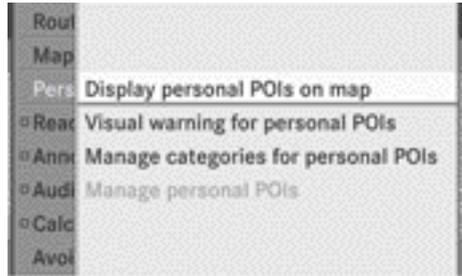 Rout
Map
Pers
Display personal POIs on map
Reac
Visual warning for personal POIs
Anno
Manage categories for personal POIs
Audi
Manage personal POIs
Calc
Avoi